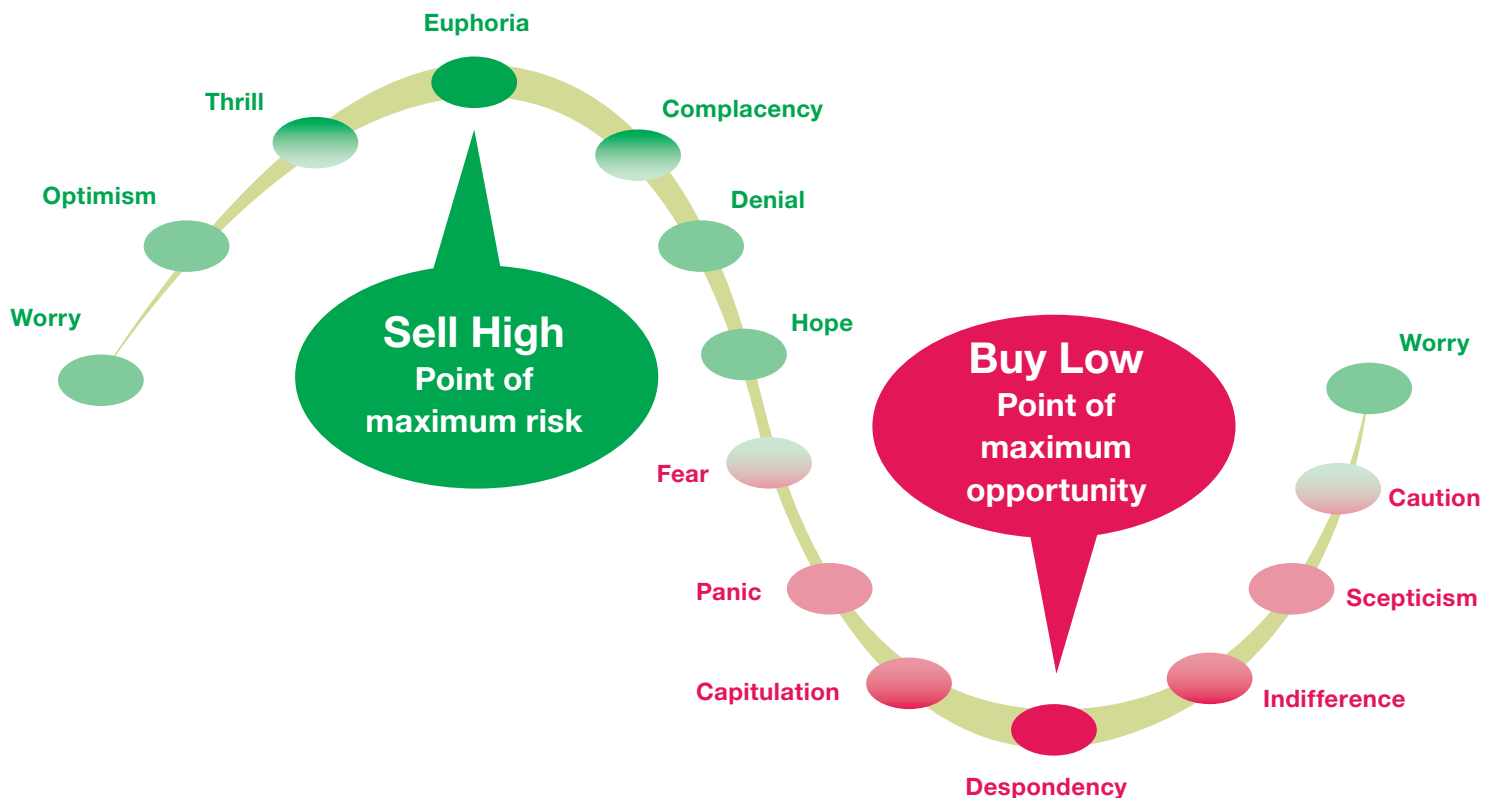 Euphoria
Thrill
Complacency
Optimism
Denial
Worry
Hope
Sell High
Point of
maximum risk
Buy Low
Point of
maximum
opportunity
Worry
Fear
Caution
Panic
Scepticism
Capitulation
Indifference
Despondency